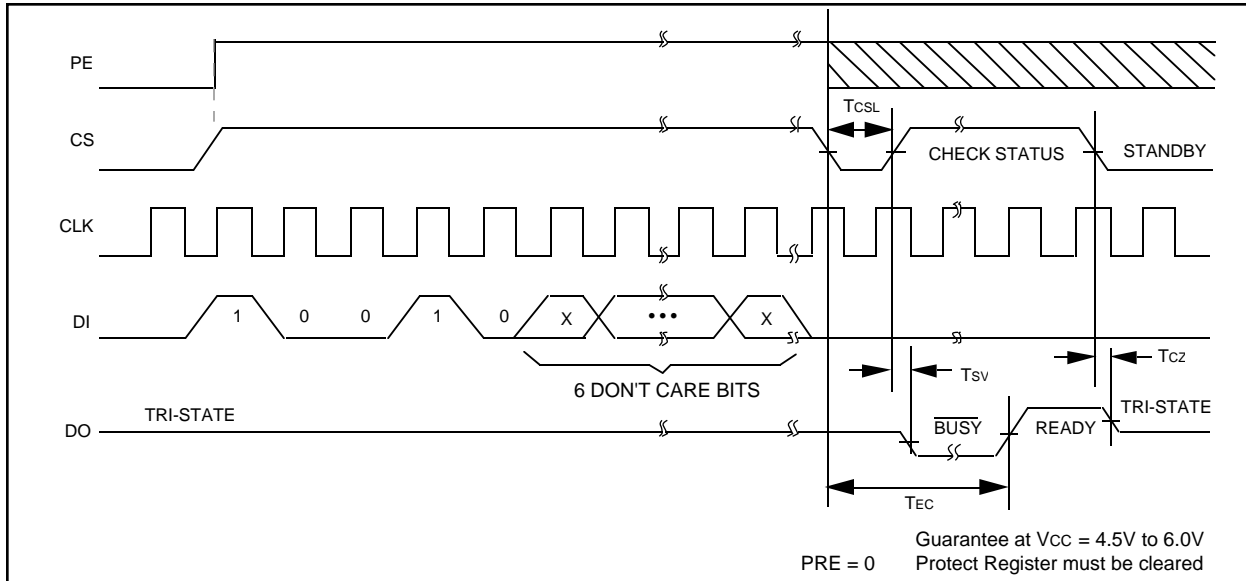 PE
TCSL
CS
CHECK STATUS
STANDBY
CLK
DI
1 0 0 1 0 X ••• X
6 DON'T CARE BITS
TSV
TCZ
TRI-STATE
DO
BUSY
READY
TRI-STATE
TEC
Guarantee at VCC = 4.5V to 6.0V
PRE = 0 Protect Register must be cleared